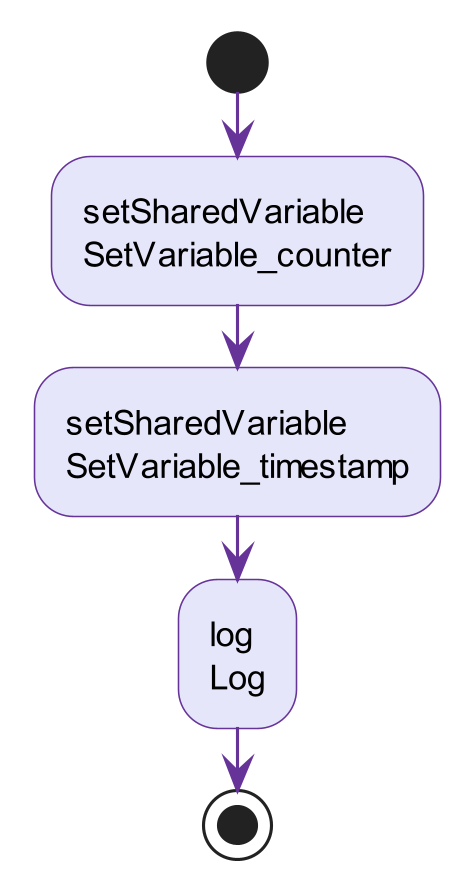 setSharedVariable
SetVariable_counter
setSharedVariable
SetVariable_timestamp
log
Log